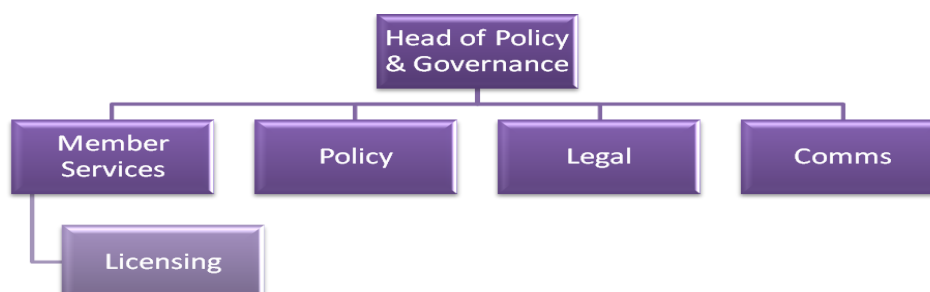 Head of Policy
& Governance
Member
Services
Policy
Legal
Comms
Licensing